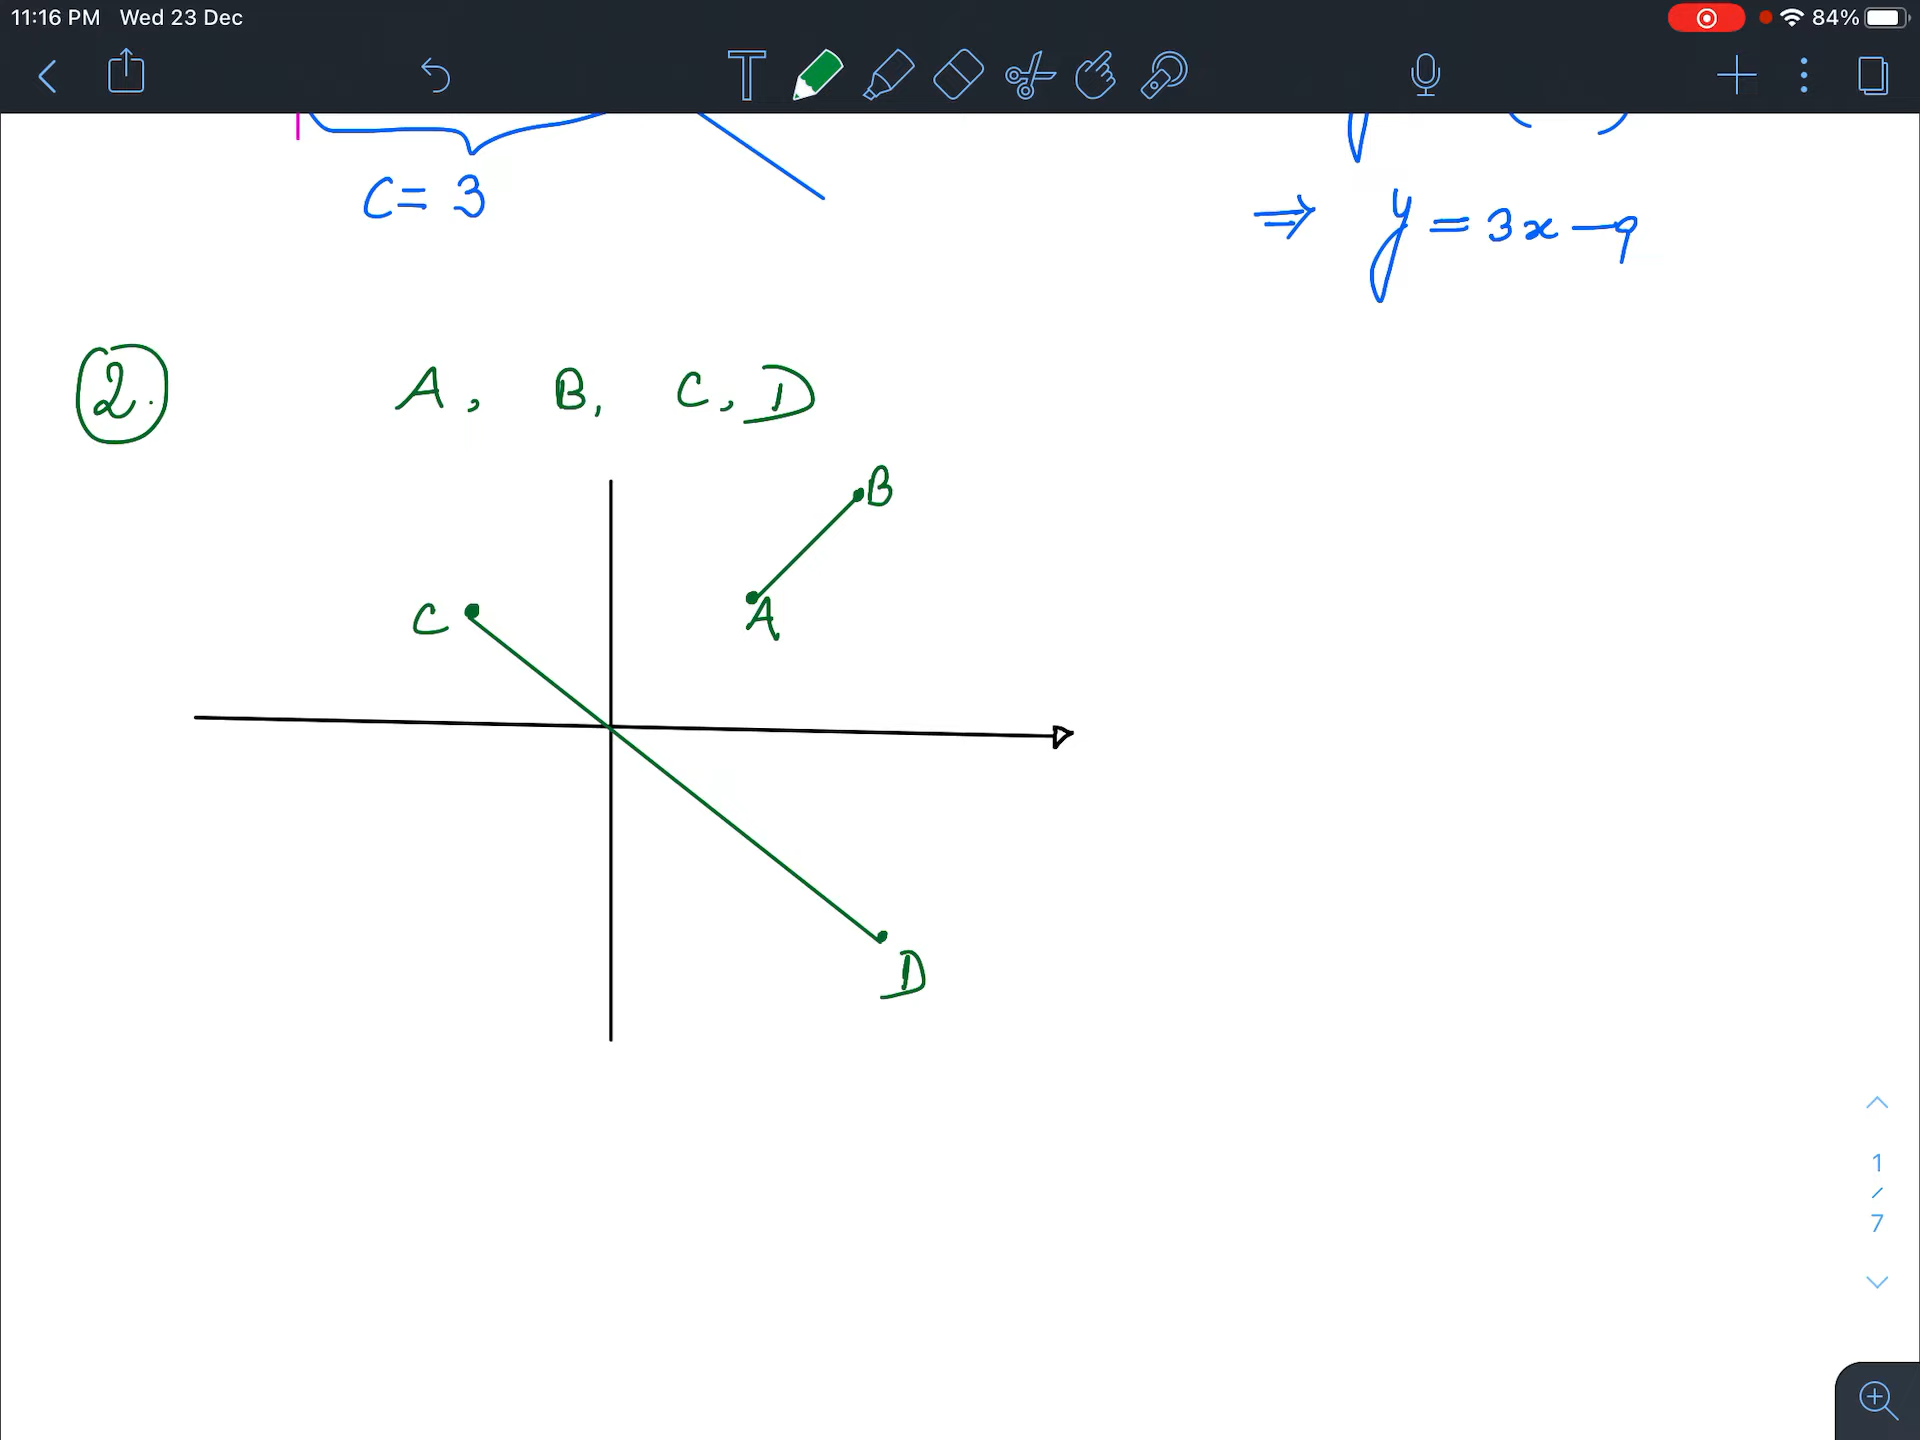 11:16 PM Wed 23 Dec
84%
T
C = 3
⇒ y = 3x - 9
2.
A, B, C, D
B
A
C
D
1
/
7